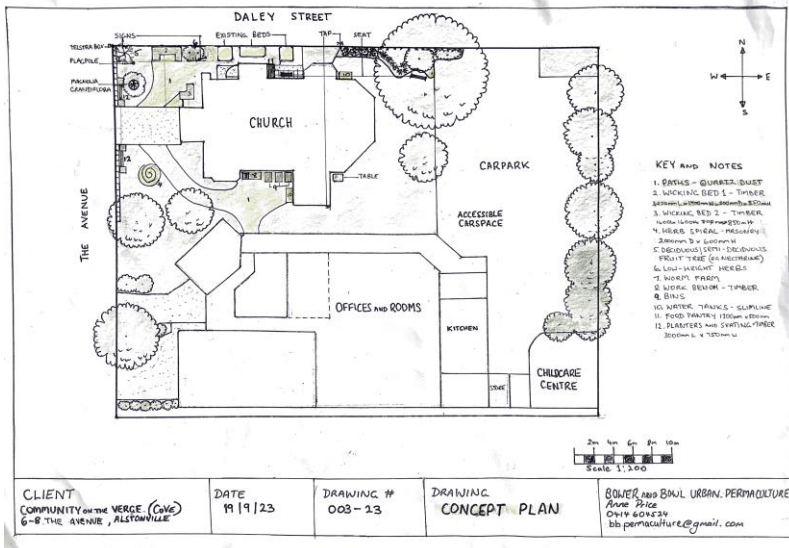 DALEY STREET
SIGNS
EXISTING BEDS
TAP
SEAT
TELSTRA BOX
FLAGPOLE
MAGNOLIA
GRANDIFLORA
CHURCH
TABLE
CARPARK
ACCESSIBLE
CARSPACE
THE AVENUE
OFFICES AND ROOMS
KITCHEN
STORE
CHILDCARE
CENTRE
N
W
E
S
KEY AND NOTES
1. PATHS - QUARTZ DUST
2. WICKING BED 1 - TIMBER
3. WICKING BED 2 - TIMBER
4. HERB SPIRAL - MASONRY
2000mm D x 600mm H
5. DECIDUOUS/SEMI-DECIDUOUS
FRUIT TREE (eg NECTARINE)
6. LOW-HEIGHT HERBS
7. WORM FARM
8. WORK BENCH - TIMBER
9. BINS
10. WATER TANKS - SLIMLINE
11. FOOD PANTRY
12. PLANTERS AND SEATING - TIMBER
3000mm L x 750mm W
2m 4m 6m 8m 10m
Scale 1:200
CLIENT
COMMUNITY ON THE VERGE. (COVE)
6-8 THE AVENUE, ALSTONVILLE
DATE
19/9/23
DRAWING #
003-23
DRAWING
CONCEPT PLAN
BOWER AND BOWL URBAN. PERMACULTURE
Anne Price
0414 604524
bb.permaculture@gmail.com